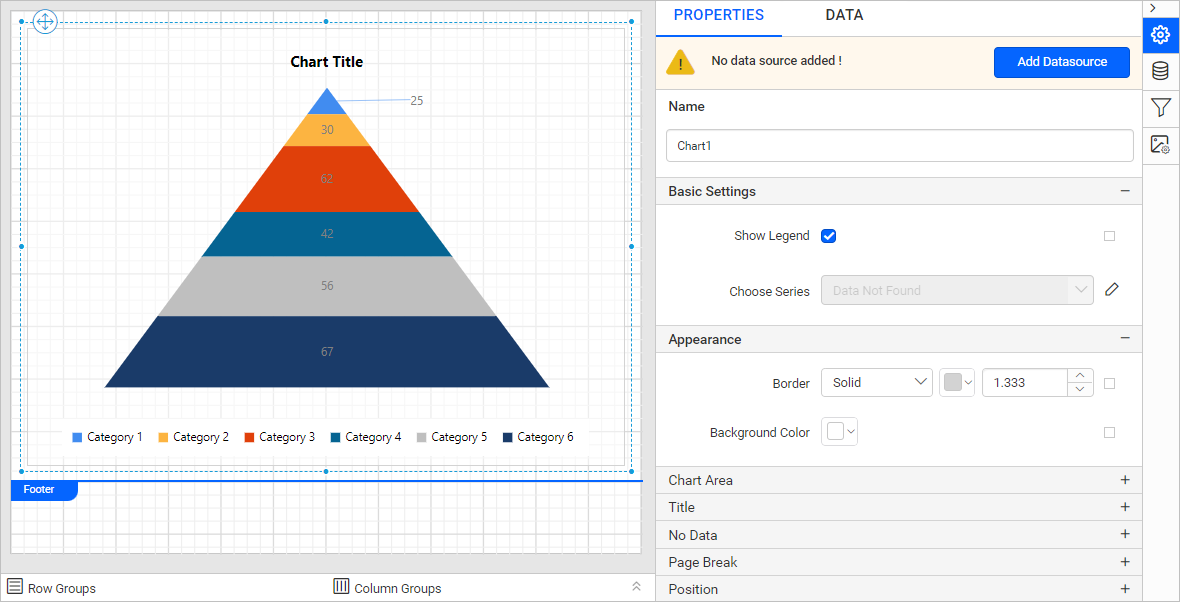 PROPERTIES DATA
No data source added ! Add Datasource
Name
Chart1
Basic Settings
Show Legend
Choose Series Data Not Found
Appearance
Border Solid 1.333
Background Color
Chart Area
Title
No Data
Page Break
Position
Chart Title
25
30
62
42
56
67
Category 1 Category 2 Category 3 Category 4 Category 5 Category 6
Footer
Row Groups Column Groups